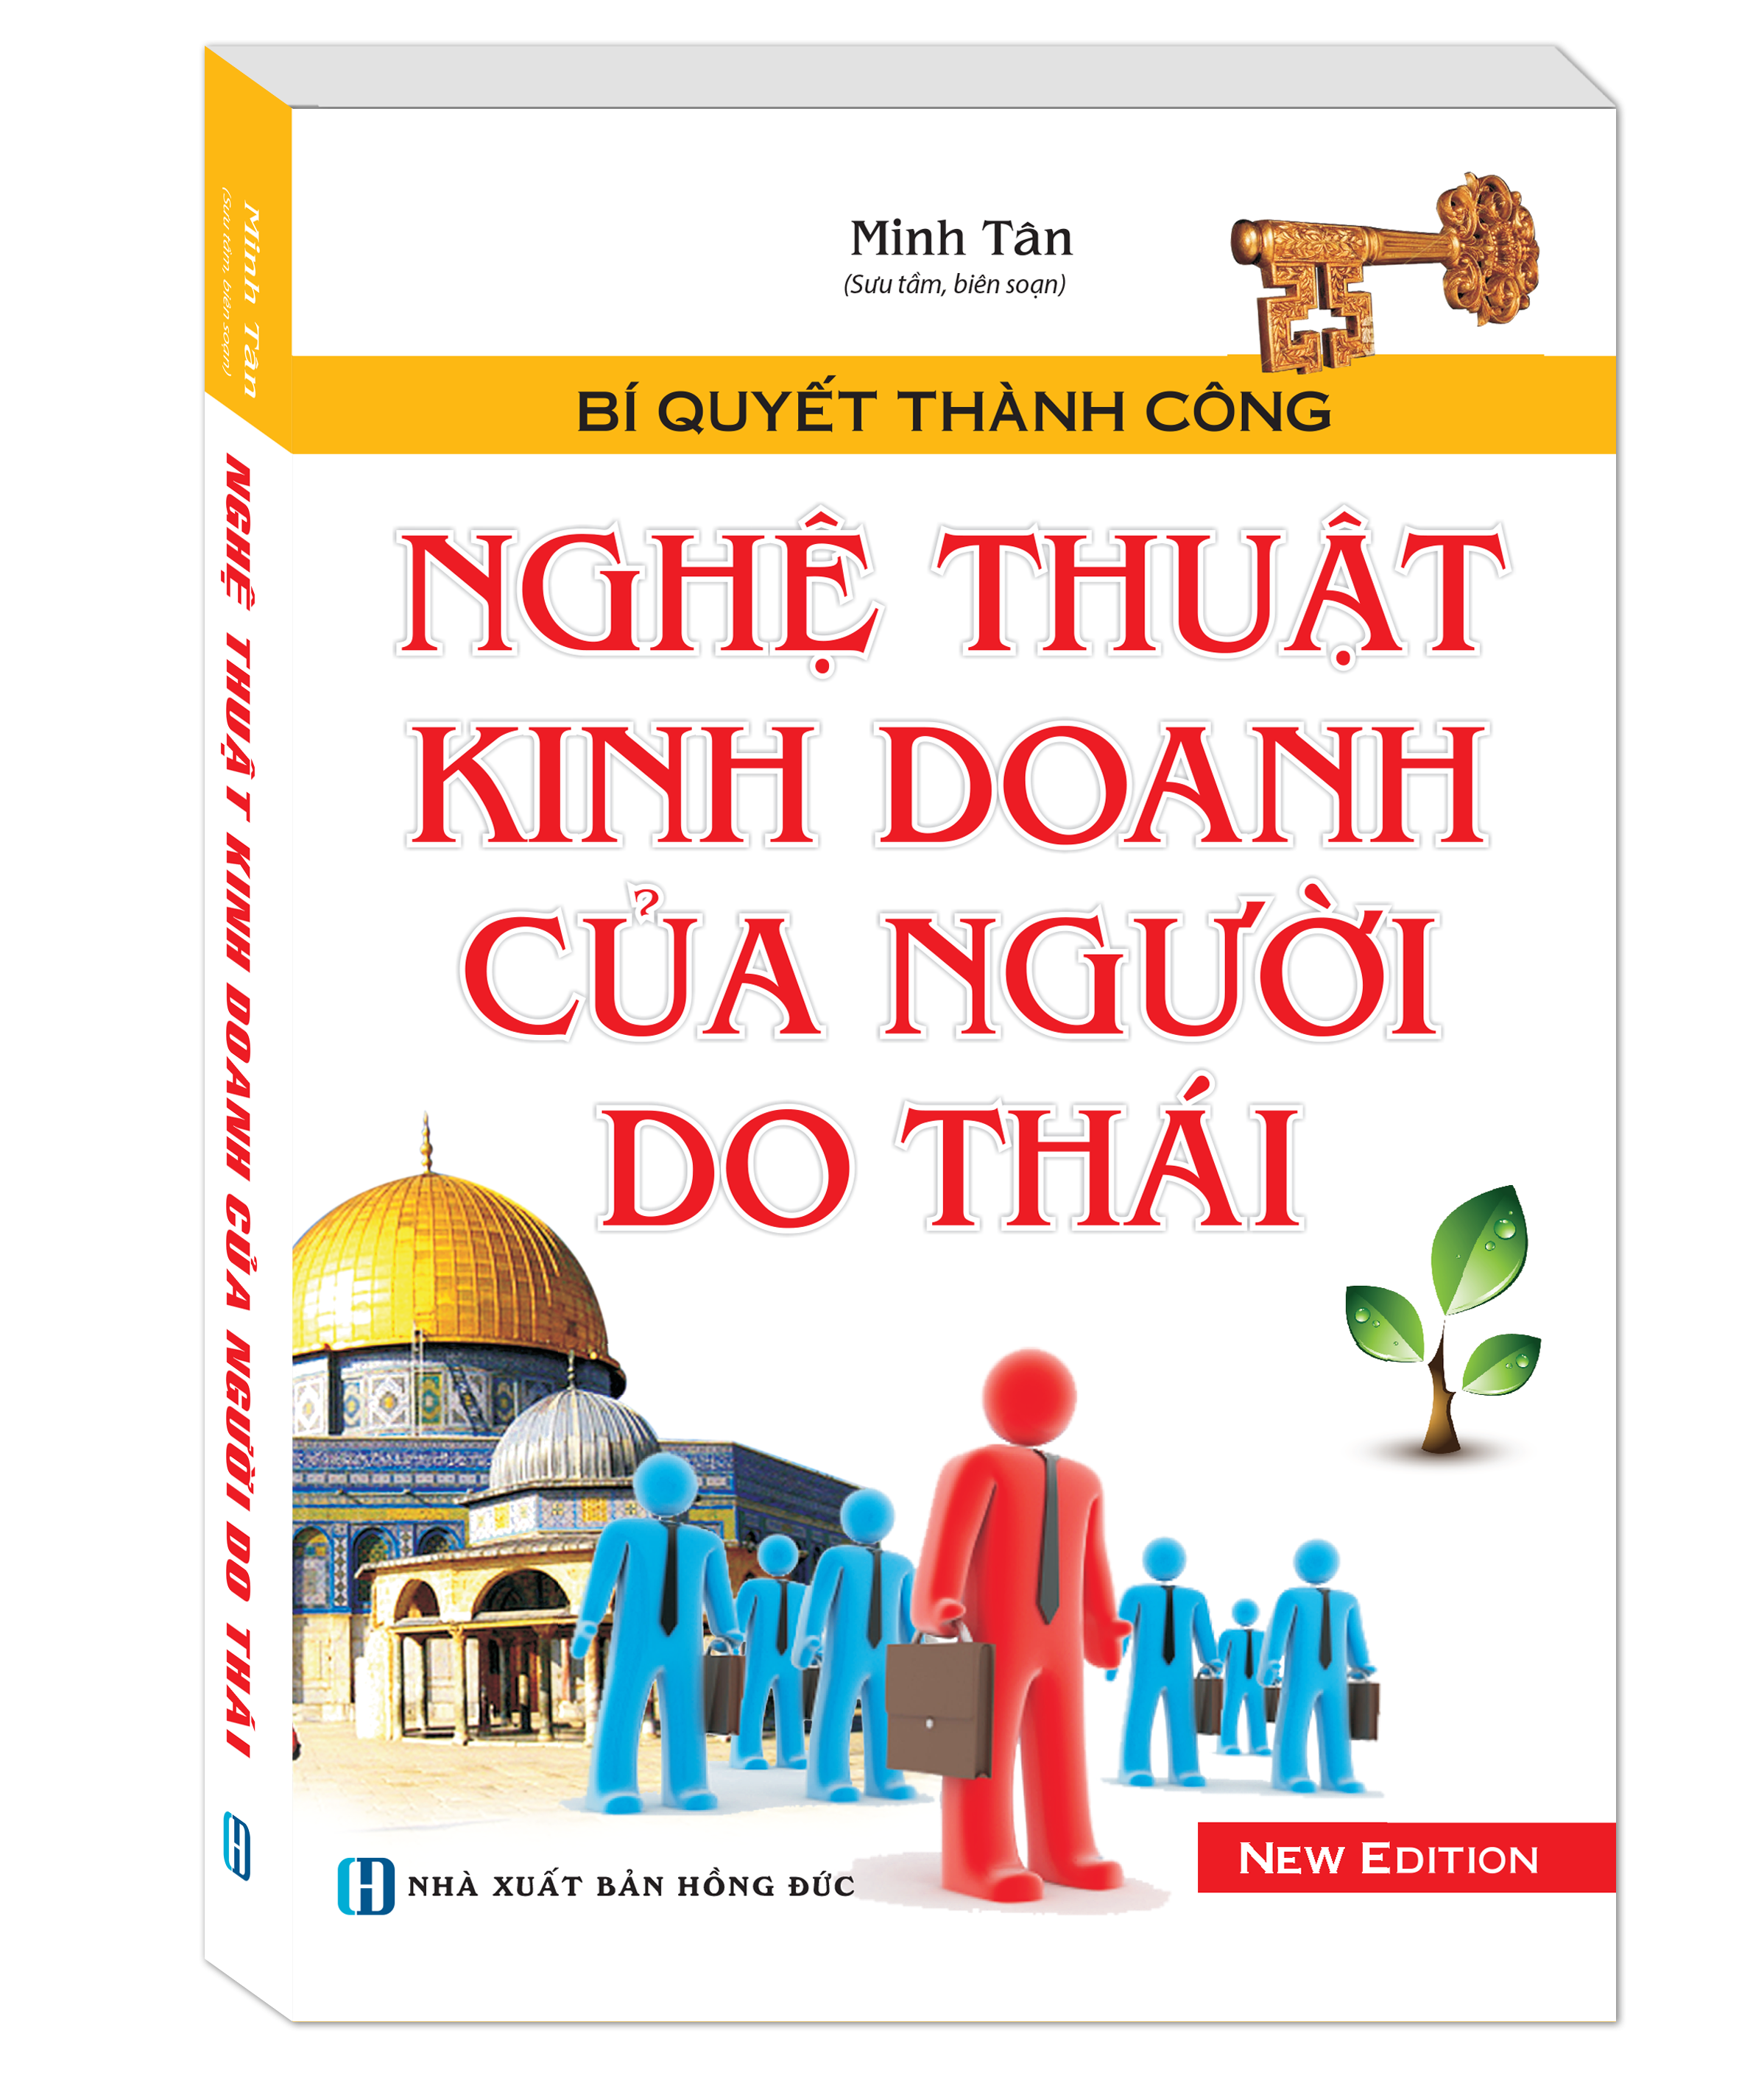 Minh Tân
(Sưu tầm, biên soạn)
BÍ QUYẾT THÀNH CÔNG
NGHỆ THUẬT
KINH DOANH
CỦA NGƯỜI
DO THÁI
NEW EDITION
NHÀ XUẤT BẢN HỒNG ĐỨC
Minh Tân
(Sưu tầm, biên soạn)
NGHỆ THUẬT KINH DOANH CỦA NGƯỜI DO THÁI